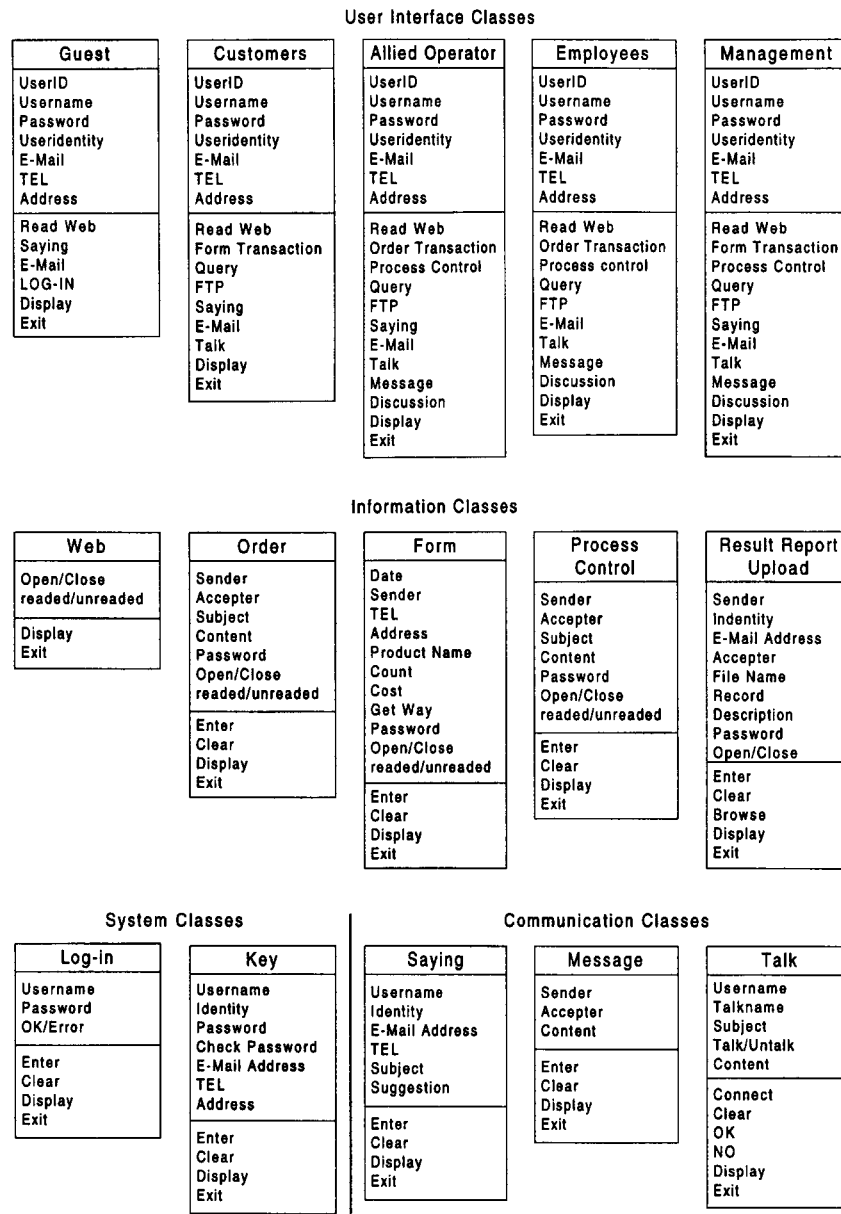 User Interface Classes
Guest
UserID
Username
Password
Useridentity
E-Mail
TEL
Address
Read Web
Saying
E-Mail
LOG-IN
Display
Exit
Customers
UserID
Username
Password
Useridentity
E-Mail
TEL
Address
Read Web
Form Transaction
Query
FTP
Saying
E-Mail
Talk
Display
Exit
Allied Operator
UserID
Username
Password
Useridentity
E-Mail
TEL
Address
Read Web
Order Transaction
Process Control
Query
FTP
Saying
E-Mail
Talk
Message
Discussion
Display
Exit
Employees
UserID
Username
Password
Useridentity
E-Mail
TEL
Address
Read Web
Order Transaction
Process control
Query
FTP
E-Mail
Talk
Message
Discussion
Display
Exit
Management
UserID
Username
Password
Useridentity
E-Mail
TEL
Address
Read Web
Form Transaction
Process Control
Query
FTP
Saying
E-Mail
Talk
Message
Discussion
Display
Exit
Information Classes
Web
Open/Close
readed/unreaded
Display
Exit
Order
Sender
Accepter
Subject
Content
Password
Open/Close
readed/unreaded
Enter
Clear
Display
Exit
Form
Date
Sender
TEL
Address
Product Name
Count
Cost
Get Way
Password
Open/Close
readed/unreaded
Enter
Clear
Display
Exit
Process
Control
Sender
Accepter
Subject
Content
Password
Open/Close
readed/unreaded
Enter
Clear
Display
Exit
Result Report
Upload
Sender
Indentity
E-Mail Address
Accepter
File Name
Record
Description
Password
Open/Close
Enter
Clear
Browse
Display
Exit
System Classes
Log-in
Username
Password
OK/Error
Enter
Clear
Display
Exit
Key
Username
Identity
Password
Check Password
E-Mail Address
TEL
Address
Enter
Clear
Display
Exit
Communication Classes
Saying
Username
Identity
E-Mail Address
TEL
Subject
Suggestion
Enter
Clear
Display
Exit
Message
Sender
Accepter
Content
Enter
Clear
Display
Exit
Talk
Username
Talkname
Subject
Talk/Untalk
Content
Connect
Clear
OK
NO
Display
Exit